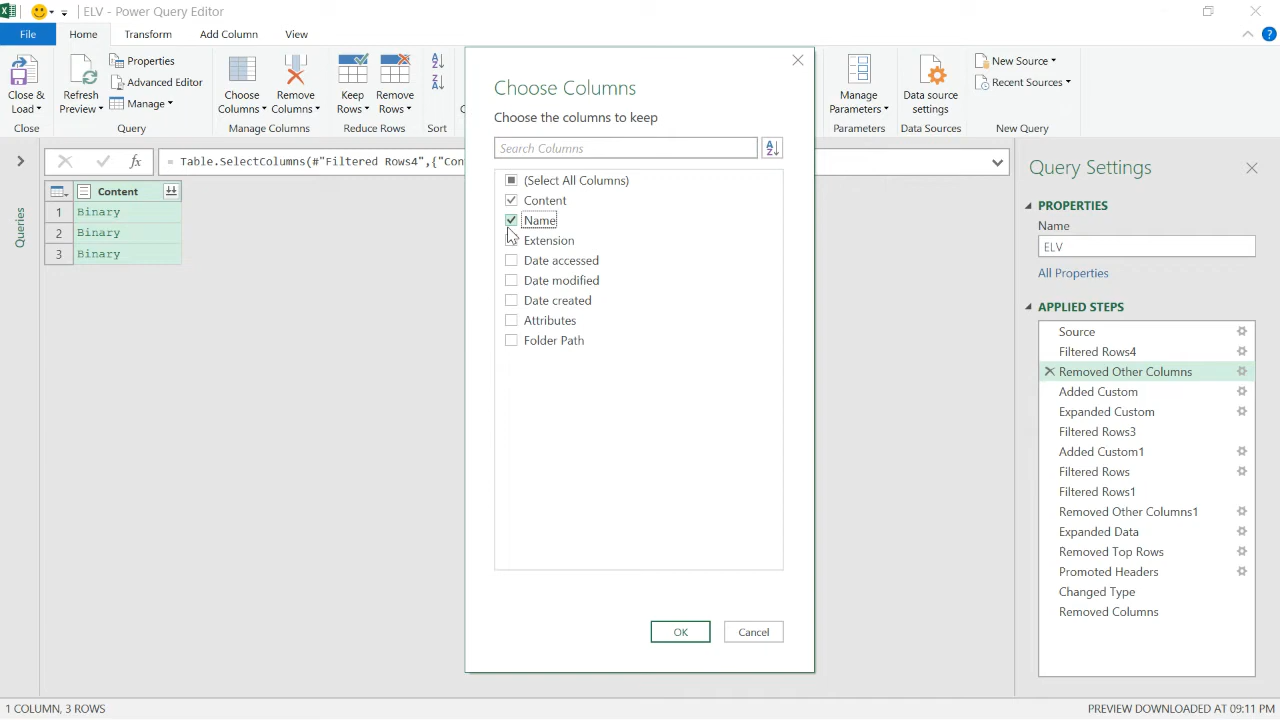 ELV - Power Query Editor
File
Home
Transform
Add Column
View
Close &
Load
Close
Refresh
Preview
Properties
Advanced Editor
Manage
Query
Choose
Columns
Remove
Columns
Manage Columns
Keep
Rows
Remove
Rows
Reduce Rows
Sort
Manage
Parameters
Parameters
Data source
settings
Data Sources
New Source
Recent Sources
New Query
= Table.SelectColumns(#"Filtered Rows4",{"Con
Content
1 Binary
2 Binary
3 Binary
Queries
Choose Columns
Choose the columns to keep
Search Columns
(Select All Columns)
Content
Name
Extension
Date accessed
Date modified
Date created
Attributes
Folder Path
OK
Cancel
Query Settings
PROPERTIES
Name
ELV
All Properties
APPLIED STEPS
Source
Filtered Rows4
Removed Other Columns
Added Custom
Expanded Custom
Filtered Rows3
Added Custom1
Filtered Rows
Filtered Rows1
Removed Other Columns1
Expanded Data
Removed Top Rows
Promoted Headers
Changed Type
Removed Columns
1 COLUMN, 3 ROWS
PREVIEW DOWNLOADED AT 09:11 PM